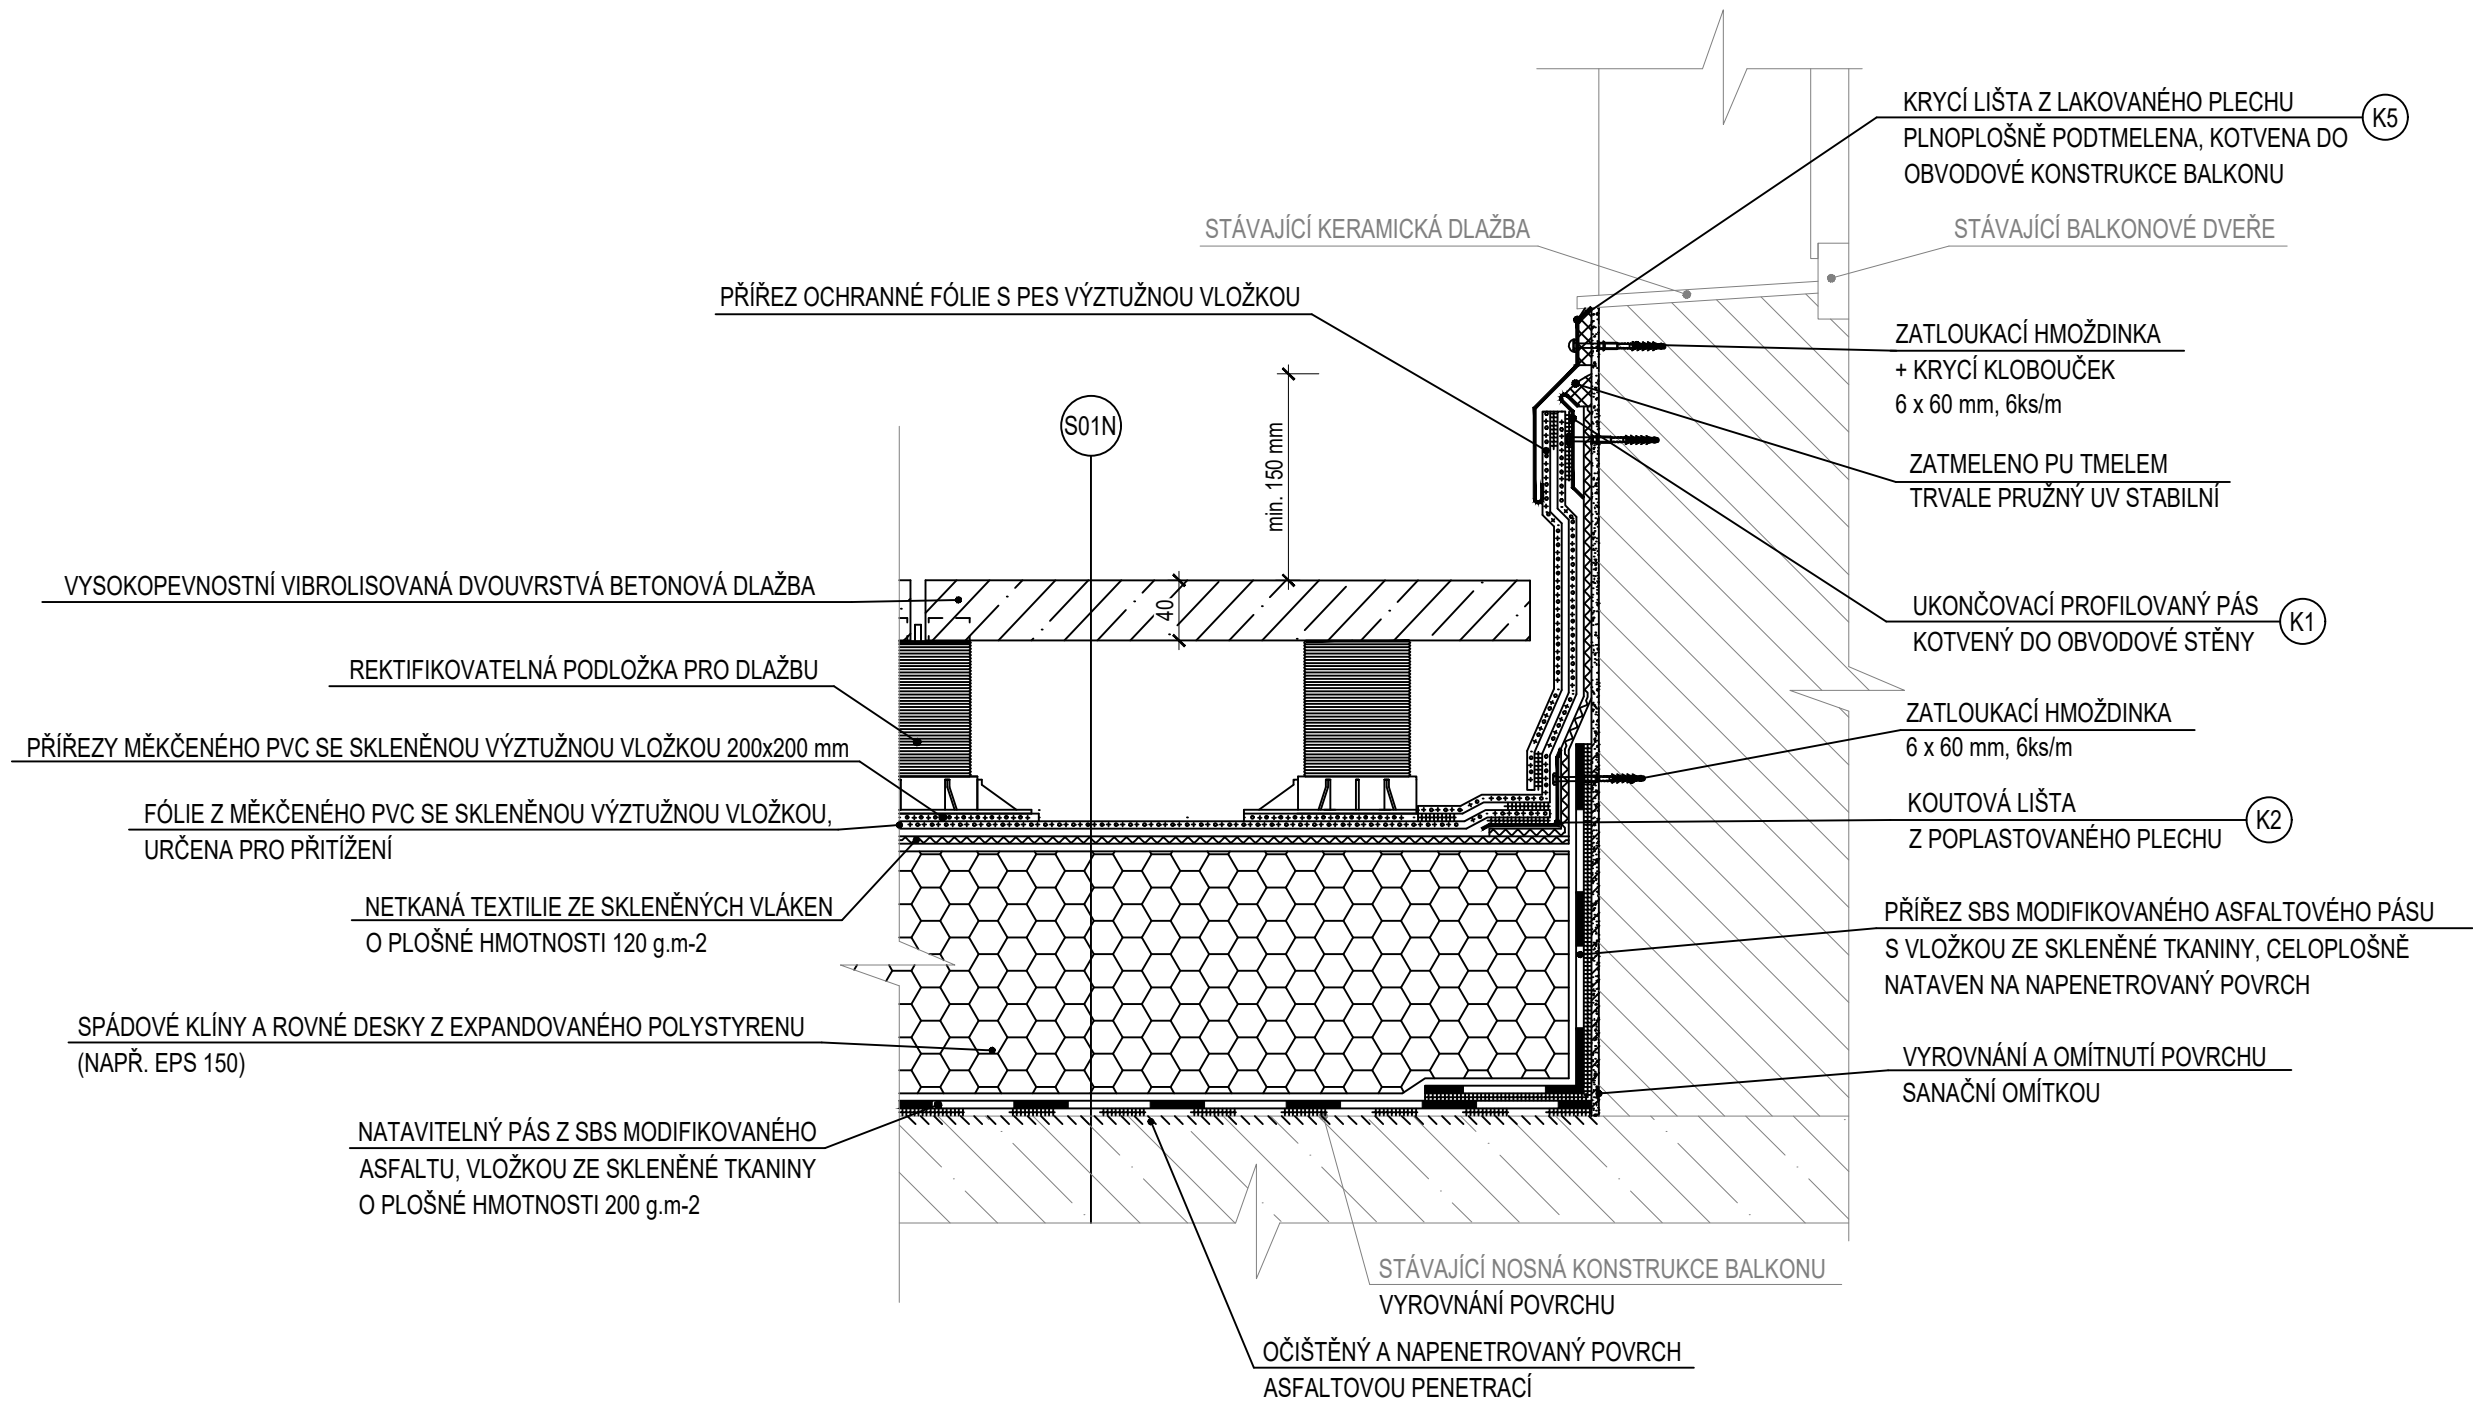 KRYCÍ LIŠTA Z LAKOVANÉHO PLECHU
PLNOPLOŠNĚ PODTMELENA, KOTVENA DO
OBVODOVÉ KONSTRUKCE BALKONU
K5
STÁVAJÍCÍ KERAMICKÁ DLAŽBA
STÁVAJÍCÍ BALKONOVÉ DVEŘE
PŘÍŘEZ OCHRANNÉ FÓLIE S PES VÝZTUŽNOU VLOŽKOU
ZATLOUKACÍ HMOŽDINKA
+ KRYCÍ KLOBOUČEK
6 x 60 mm, 6ks/m
S01N
min. 150 mm
ZATMELENO PU TMELEM
TRVALE PRUŽNÝ UV STABILNÍ
VYSOKOPEVNOSTNÍ VIBROLISOVANÁ DVOUVRSTVÁ BETONOVÁ DLAŽBA
40
UKONČOVACÍ PROFILOVANÝ PÁS
KOTVENÝ DO OBVODOVÉ STĚNY
K1
REKTIFIKOVATELNÁ PODLOŽKA PRO DLAŽBU
ZATLOUKACÍ HMOŽDINKA
6 x 60 mm, 6ks/m
PŘÍŘEZY MĚKČENÉHO PVC SE SKLENĚNOU VÝZTUŽNOU VLOŽKOU 200x200 mm
FÓLIE Z MĚKČENÉHO PVC SE SKLENĚNOU VÝZTUŽNOU VLOŽKOU,
URČENA PRO PŘITÍŽENÍ
KOUTOVÁ LIŠTA
Z POPLASTOVANÉHO PLECHU
K2
NETKANÁ TEXTILIE ZE SKLENĚNÝCH VLÁKEN
O PLOŠNÉ HMOTNOSTI 120 g.m-2
PŘÍŘEZ SBS MODIFIKOVANÉHO ASFALTOVÉHO PÁSU
S VLOŽKOU ZE SKLENĚNÉ TKANINY, CELOPLOŠNĚ
NATAVEN NA NAPENETROVANÝ POVRCH
SPÁDOVÉ KLÍNY A ROVNÉ DESKY Z EXPANDOVANÉHO POLYSTYRENU
(NAPŘ. EPS 150)
VYROVNÁNÍ A OMÍTNUTÍ POVRCHU
SANAČNÍ OMÍTKOU
NATAVITELNÝ PÁS Z SBS MODIFIKOVANÉHO
ASFALTU, VLOŽKOU ZE SKLENĚNÉ TKANINY
O PLOŠNÉ HMOTNOSTI 200 g.m-2
STÁVAJÍCÍ NOSNÁ KONSTRUKCE BALKONU
VYROVNÁNÍ POVRCHU
OČIŠTĚNÝ A NAPENETROVANÝ POVRCH
ASFALTOVOU PENETRACÍ